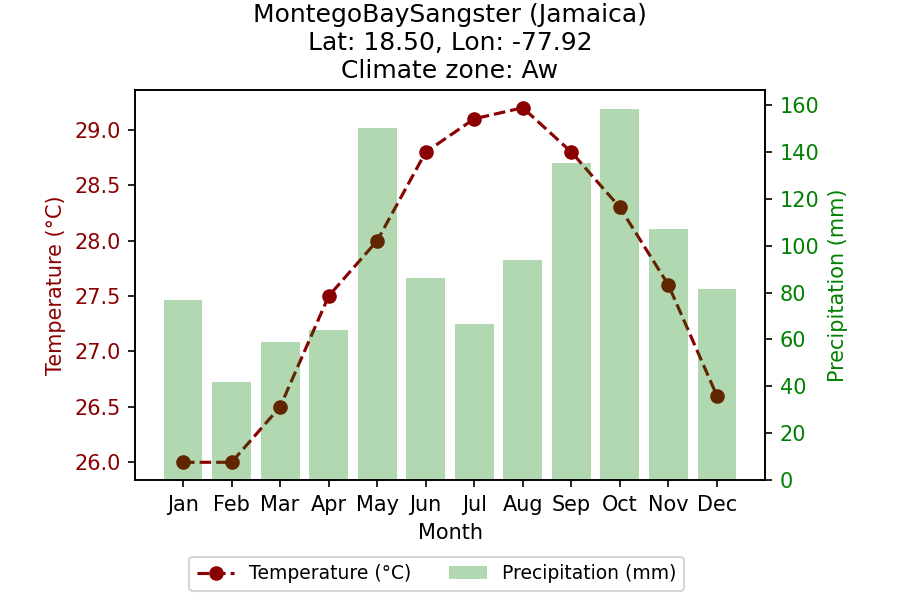 MontegoBaySangster (Jamaica)
Lat: 18.50, Lon: -77.92
Climate zone: Aw
Temperature (°C)
29.0
28.5
28.0
27.5
27.0
26.5
26.0
160
140
120
100
80
60
40
20
0
Precipitation (mm)
Jan Feb Mar Apr May Jun Jul Aug Sep Oct Nov Dec
Month
Temperature (°C) Precipitation (mm)